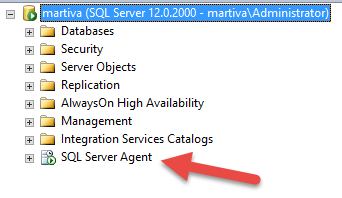 martiva (SQL Server 12.0.2000 - martiva\Administrator)
Databases
Security
Server Objects
Replication
AlwaysOn High Availability
Management
Integration Services Catalogs
SQL Server Agent